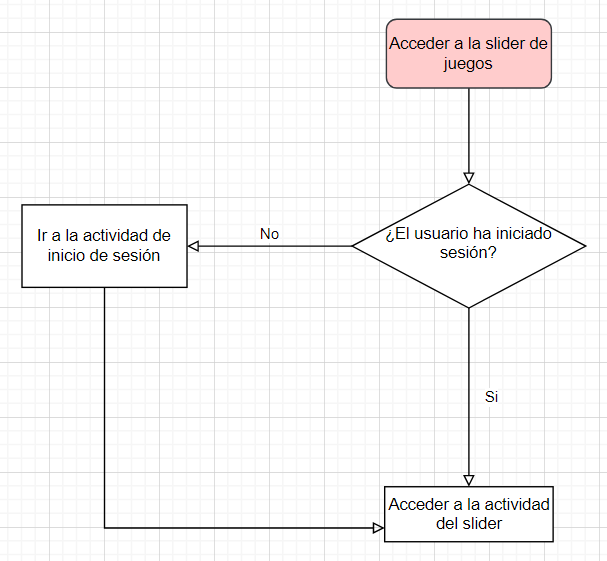 Acceder a la slider de
juegos
¿El usuario ha iniciado
sesión?
No
Ir a la actividad de
inicio de sesión
Si
Acceder a la actividad
del slider